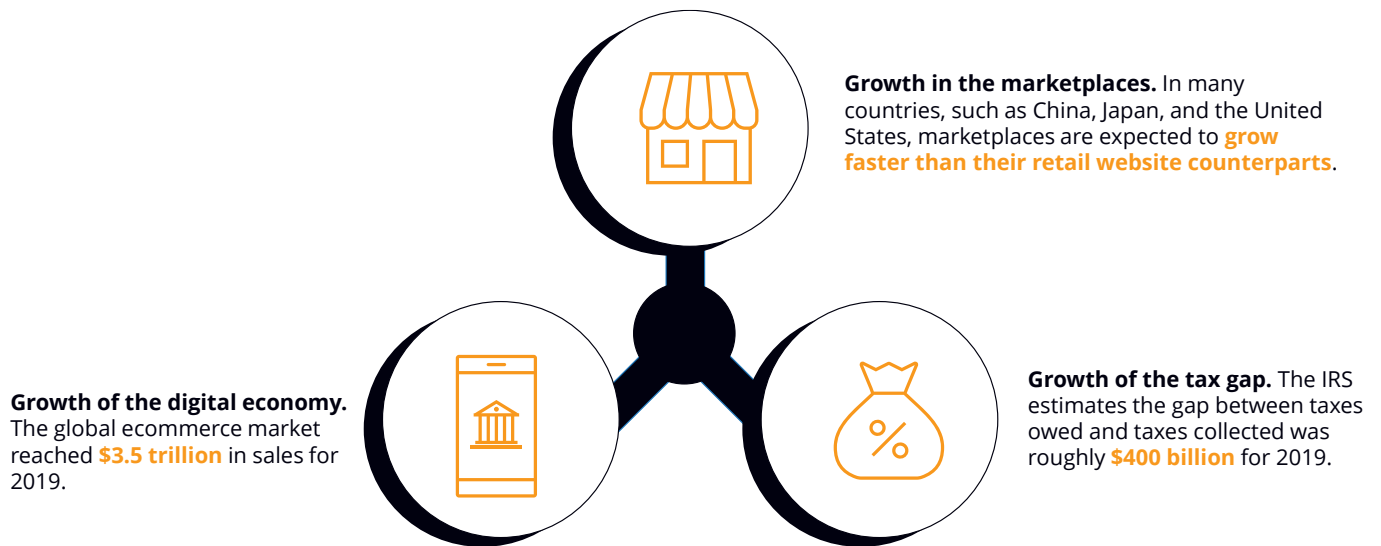 Growth in the marketplaces. In many
countries, such as China, Japan, and the United
States, marketplaces are expected to grow
faster than their retail website counterparts.
Growth of the digital economy.
The global ecommerce market
reached $3.5 trillion in sales for
2019.
Growth of the tax gap. The IRS
estimates the gap between taxes
owed and taxes collected was
roughly $400 billion for 2019.
%